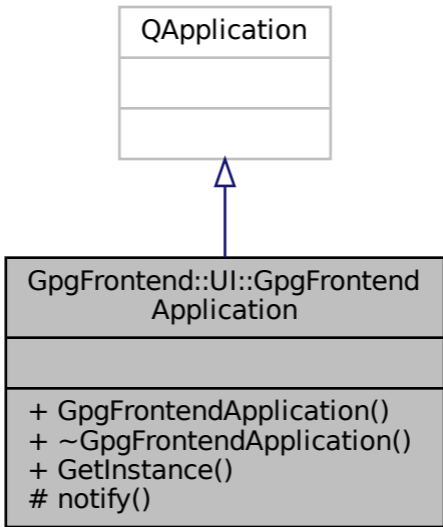 QApplication
GpgFrontend::UI::GpgFrontend
Application
+ GpgFrontendApplication()
+ ~GpgFrontendApplication()
+ GetInstance()
# notify()